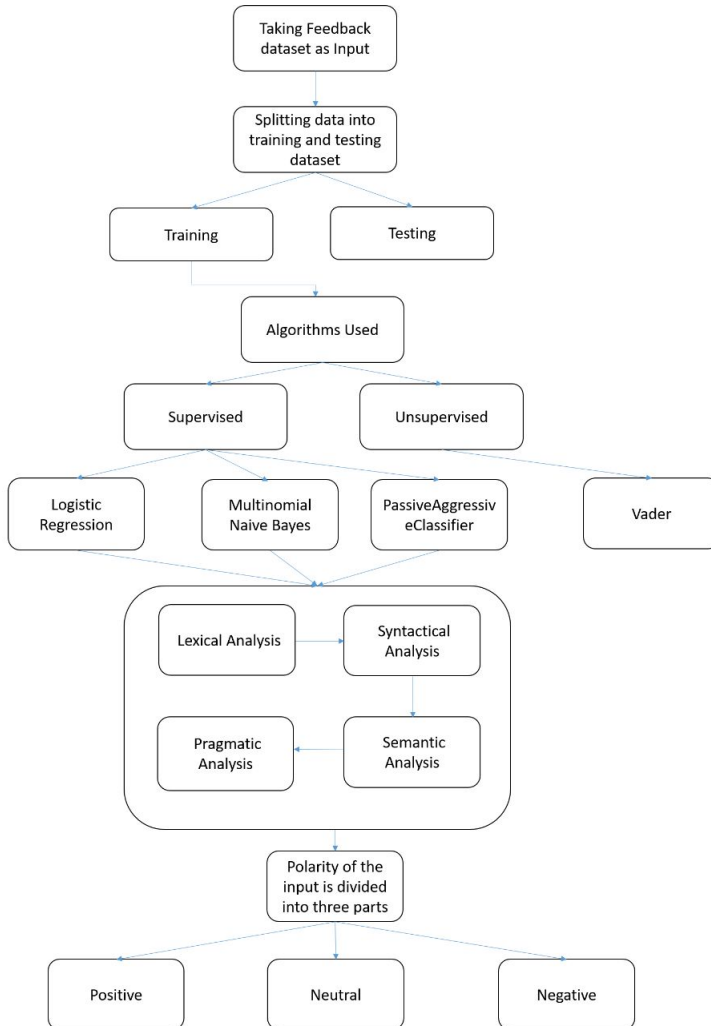 Taking Feedback
dataset as Input
Splitting data into
training and testing
dataset
Training
Testing
Algorithms Used
Supervised
Unsupervised
Logistic
Regression
Multinomial
Naive Bayes
PassiveAggressiv
eClassifier
Vader
Lexical Analysis
Syntactical
Analysis
Pragmatic
Analysis
Semantic
Analysis
Polarity of the
input is divided
into three parts
Positive
Neutral
Negative